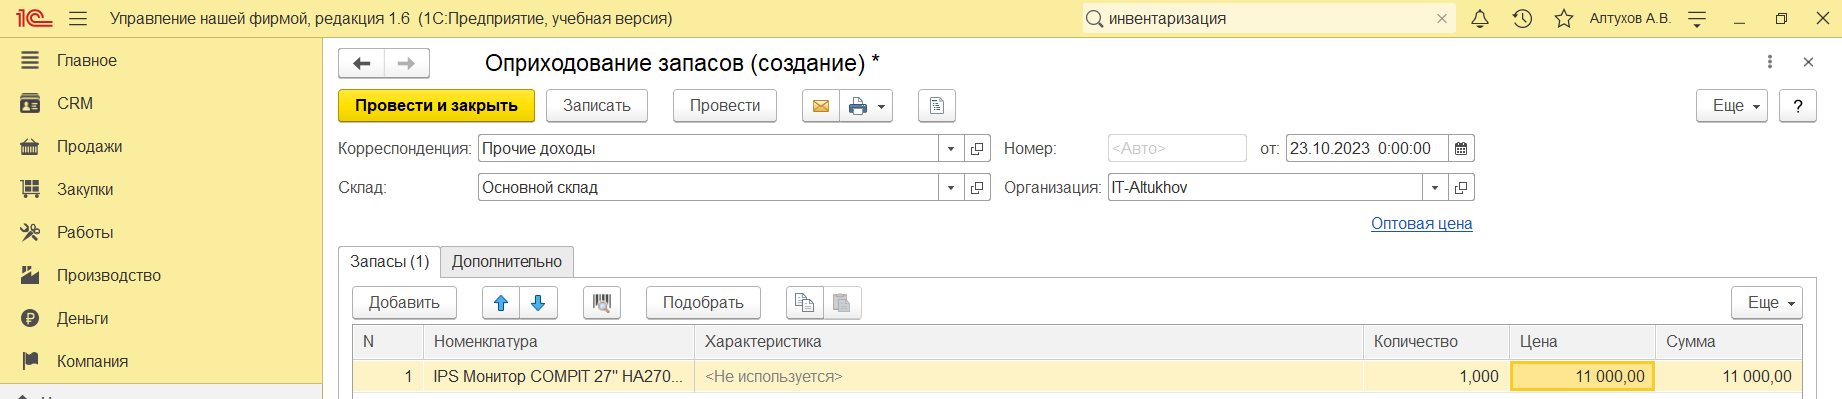 1С Управление нашей фирмой, редакция 1.6 (1С:Предприятие, учебная версия) инвентаризация Алтухов А.В.
Главное
CRM
Продажи
Закупки
Работы
Производство
Деньги
Компания
Оприходование запасов (создание) *
Провести и закрыть Записать Провести Еще ?
Корреспонденция: Прочие доходы Номер: <Авто> от: 23.10.2023 0:00:00
Склад: Основной склад Организация: IT-Altukhov
Оптовая цена
Запасы (1) Дополнительно
Добавить Подобрать Еще
N Номенклатура Характеристика Количество Цена Сумма
1 IPS Монитор COMPIT 27" HA270... <Не используется> 1,000 11 000,00 11 000,00